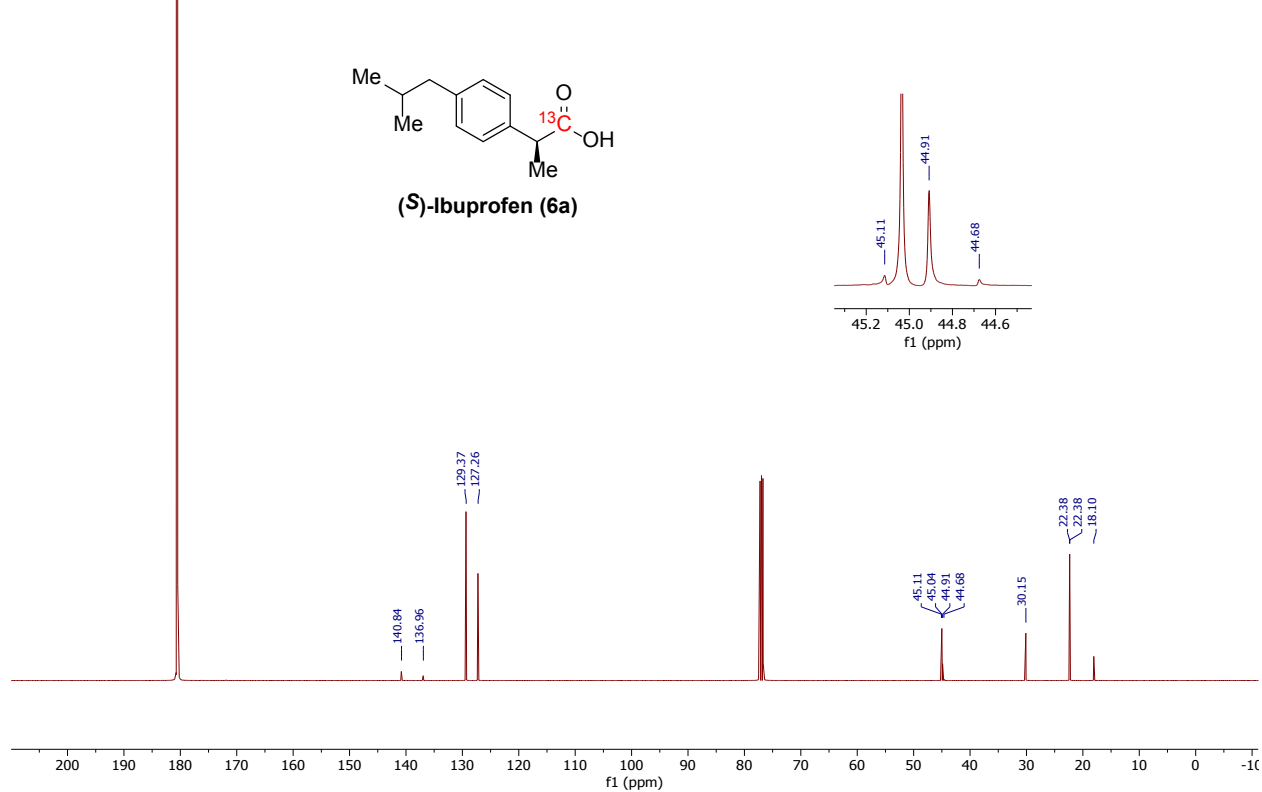 Me
Me
O
13C
OH
Me
(S)-Ibuprofen (6a)
45.11
44.91
44.68
45.2 45.0 44.8 44.6
f1 (ppm)
140.84
136.96
129.37
127.26
45.11
45.04
44.91
44.68
30.15
22.38
22.38
18.10
200 190 180 170 160 150 140 130 120 110 100 90 80 70 60 50 40 30 20 10 0 -10
f1 (ppm)